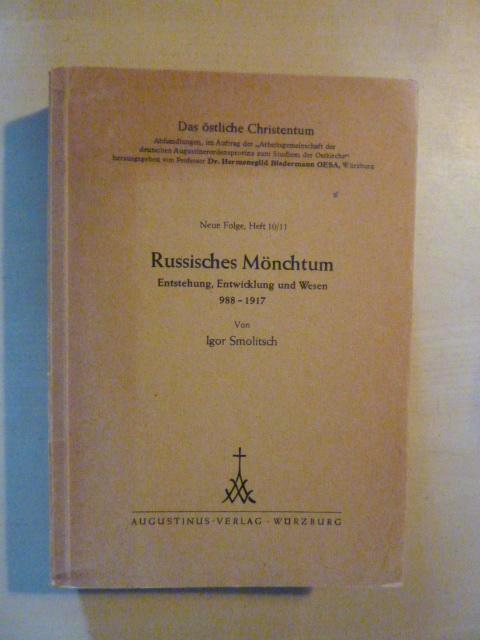 Das östliche Christentum
Abhandlungen, im Auftrag der „Arbeitsgemeinschaft der
deutschen Augustinerordensprovinz zum Studium der Ostkirche"
herausgegeben von Professor Dr. Hermenegild Biedermann OESA, Würzburg
Neue Folge, Heft 10/11
Russisches Mönchtum
Entstehung, Entwicklung und Wesen
988 – 1917
Von
Igor Smolitsch
AUGUSTINUS-VERLAG · WÜRZBURG